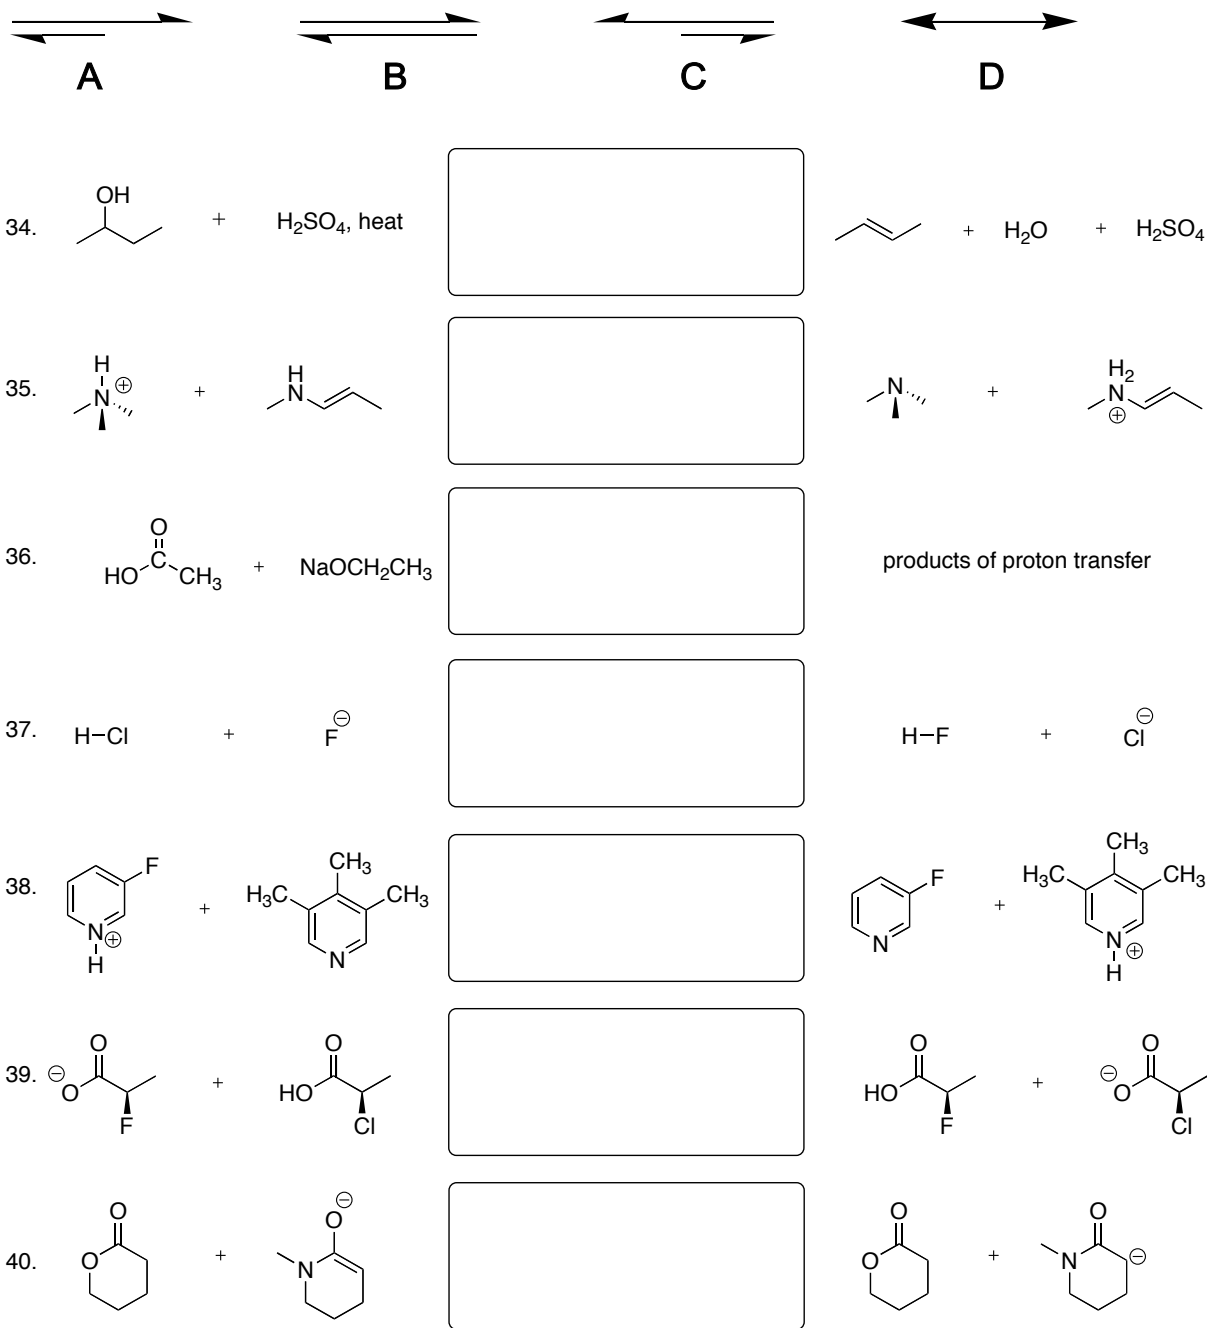 A B C D
OH
34. + H₂SO₄, heat + H₂O + H₂SO₄
H H H₂
35. N⊕ + N N + N
⊕
O
36. C + NaOCH₂CH₃ products of proton transfer
HO CH₃
⊖ ⊖
37. H–Cl + F H–F + Cl
CH₃ CH₃
F H₃C CH₃ F H₃C CH₃
38. + +
N⊕ N N N⊕
H H
O O O O
39. ⊖O + HO HO + ⊖O
F Cl F Cl
⊖
O O O O
40. O + N O + N ⊖